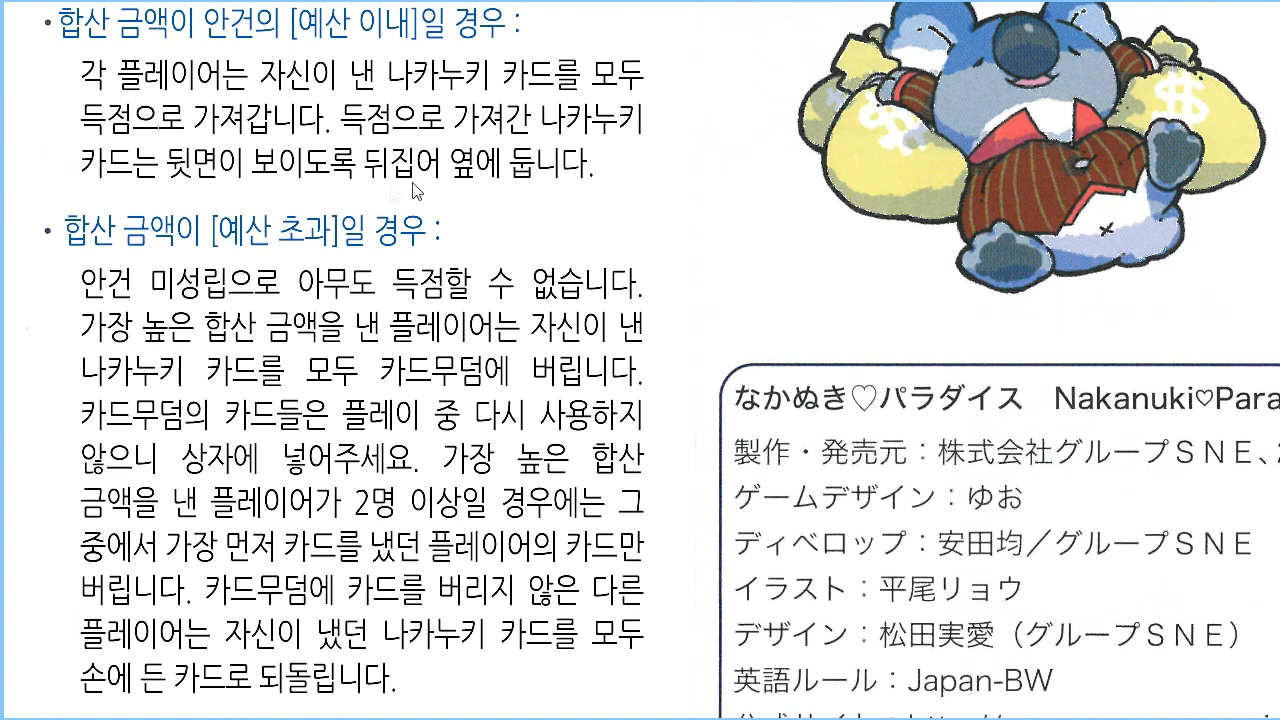 • 합산 금액이 안건의 [예산 이내]일 경우 :
각 플레이어는 자신이 낸 나카누키 카드를 모두
득점으로 가져갑니다. 득점으로 가져간 나카누키
카드는 뒷면이 보이도록 뒤집어 옆에 둡니다.
• 합산 금액이 [예산 초과]일 경우 :
안건 미성립으로 아무도 득점할 수 없습니다.
가장 높은 합산 금액을 낸 플레이어는 자신이 낸
나카누키 카드를 모두 카드무덤에 버립니다.
카드무덤의 카드들은 플레이 중 다시 사용하지
않으니 상자에 넣어주세요. 가장 높은 합산
금액을 낸 플레이어가 2명 이상일 경우에는 그
중에서 가장 먼저 카드를 냈던 플레이어의 카드만
버립니다. 카드무덤에 카드를 버리지 않은 다른
플레이어는 자신이 냈던 나카누키 카드를 모두
손에 든 카드로 되돌립니다.
$ $
なかぬき♡パラダイス Nakanuki♡Para
製作・発売元：株式会社グループＳＮＥ、
ゲームデザイン：ゆお
ディベロップ：安田均／グループＳＮＥ
イラスト：平尾リョウ
デザイン：松田実愛（グループＳＮＥ）
英語ルール：Japan-BW